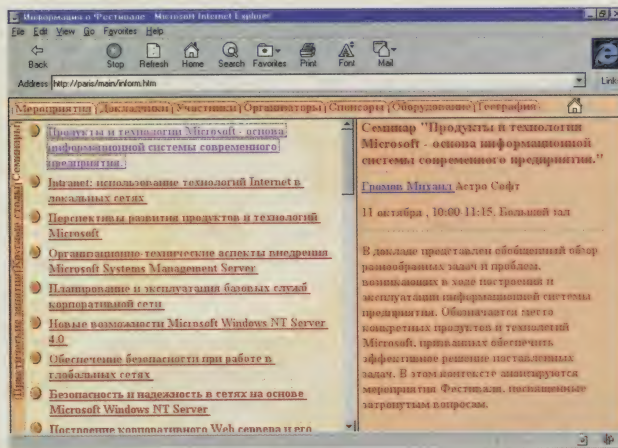 Информация о Фестивале - Microsoft Internet Explorer
File Edit View Go Favorites Help
Back Stop Refresh Home Search Favorites Print Font Mail
Address http://paris/main/inform.htm Link
Мероприятия Докладчики Участники Организаторы Спонсоры Оборудование География
Семинары
Круглые столы
Практические занятия
Продукты и технологии Microsoft - основа
информационной системы современного
предприятия.
Intranet: использование технологий Internet в
локальных сетях
Перспективы развития продуктов и технологий
Microsoft
Организационно-технические аспекты внедрения
Microsoft Systems Management Server
Планирование и эксплуатация базовых служб
корпоративной сети
Новые возможности Microsoft Windows NT Server
4.0
Обеспечение безопасности при работе в
глобальных сетях
Безопасность и надежность в сетях на основе
Microsoft Windows NT Server
Построение корпоративного Web сервера и его
Семинар "Продукты и технологии
Microsoft - основа информационной
системы современного предприятия."
Громов Михаил Астро Софт
11 октября , 10:00-11:15, Большой зал
В докладе представлен обобщенный обзор
разнообразных задач и проблем,
возникающих в ходе построения и
эксплуатации информационной системы
предприятия. Обозначается место
конкретных продуктов и технологий
Microsoft, призванных обеспечить
эффективное решение поставленных
задач. В этом контексте анонсируются
мероприятия Фестиваля, посвященные
затронутым вопросам.